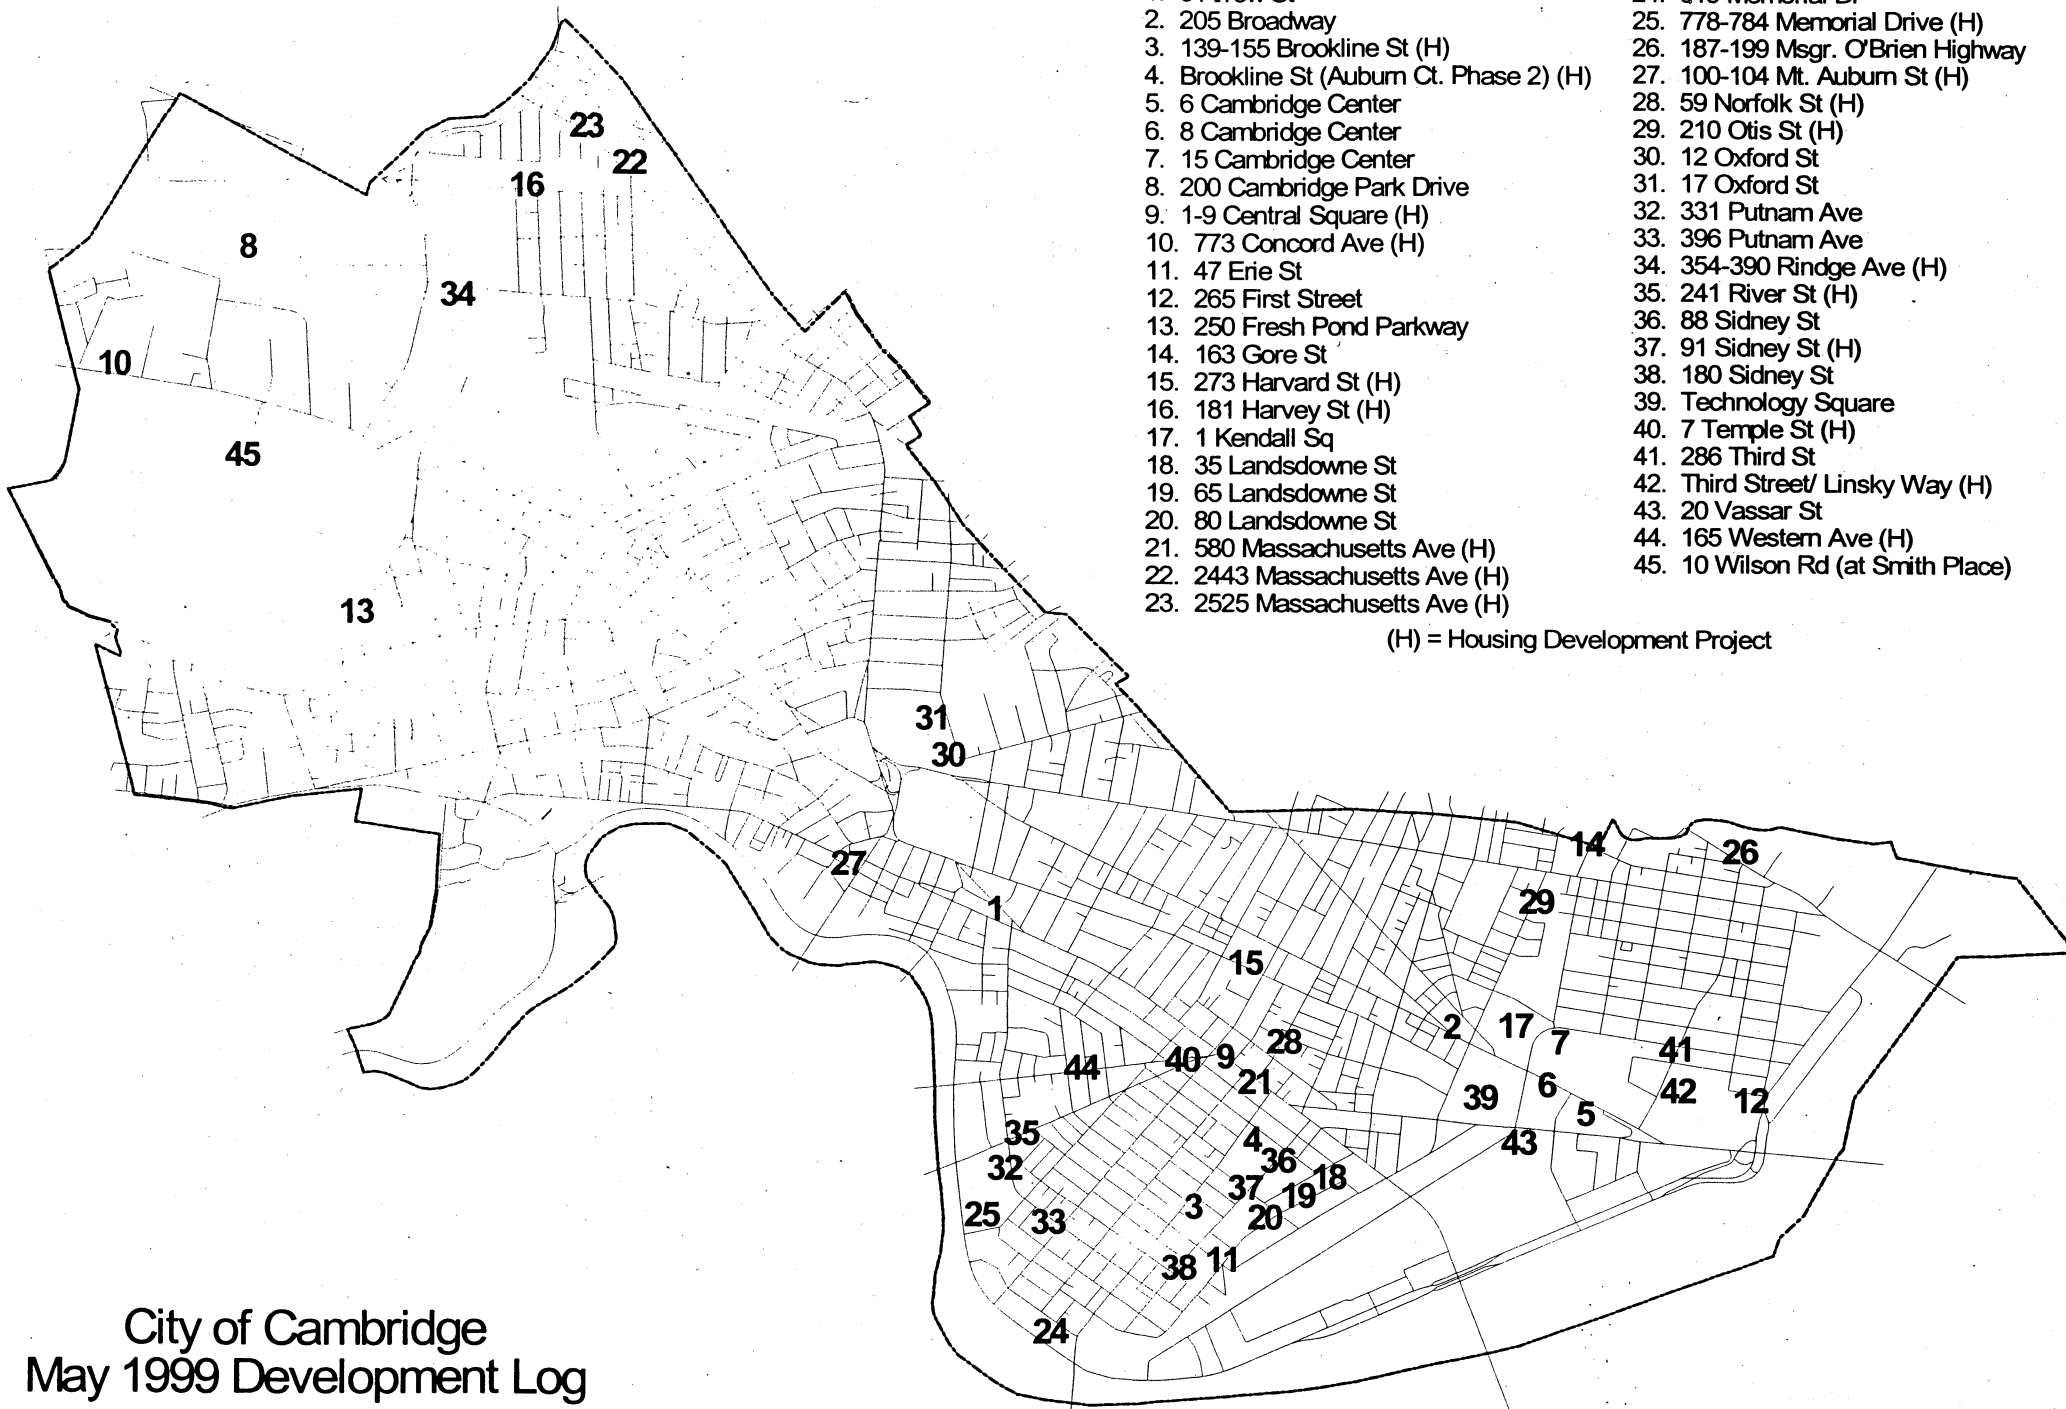 2. 205 Broadway
3. 139-155 Brookline St (H)
4. Brookline St (Auburn Ct. Phase 2) (H)
5. 6 Cambridge Center
6. 8 Cambridge Center
7. 15 Cambridge Center
8. 200 Cambridge Park Drive
9. 1-9 Central Square (H)
10. 773 Concord Ave (H)
11. 47 Erie St
12. 265 First Street
13. 250 Fresh Pond Parkway
14. 163 Gore St
15. 273 Harvard St (H)
16. 181 Harvey St (H)
17. 1 Kendall Sq
18. 35 Landsdowne St
19. 65 Landsdowne St
20. 80 Landsdowne St
21. 580 Massachusetts Ave (H)
22. 2443 Massachusetts Ave (H)
23. 2525 Massachusetts Ave (H)
25. 778-784 Memorial Drive (H)
26. 187-199 Msgr. O'Brien Highway
27. 100-104 Mt. Auburn St (H)
28. 59 Norfolk St (H)
29. 210 Otis St (H)
30. 12 Oxford St
31. 17 Oxford St
32. 331 Putnam Ave
33. 396 Putnam Ave
34. 354-390 Rindge Ave (H)
35. 241 River St (H)
36. 88 Sidney St
37. 91 Sidney St (H)
38. 180 Sidney St
39. Technology Square
40. 7 Temple St (H)
41. 286 Third St
42. Third Street/ Linsky Way (H)
43. 20 Vassar St
44. 165 Western Ave (H)
45. 10 Wilson Rd (at Smith Place)
(H) = Housing Development Project
23
22
16
8
34
10
45
13
31
30
14
26
27
29
1
15
2
17
7
28
41
9
40
44
21
6
42
39
12
5
35
4
43
36
32
18
37
19
3
25
20
33
11
38
24
City of Cambridge
May 1999 Development Log